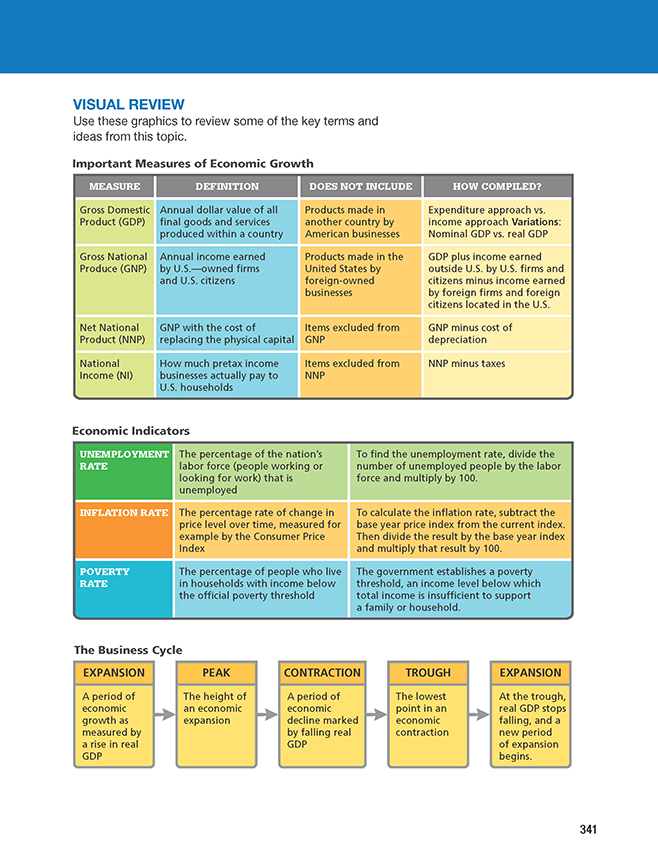 VISUAL REVIEW
Use these graphics to review some of the key terms and
ideas from this topic.
Important Measures of Economic Growth
MEASURE DEFINITION DOES NOT INCLUDE HOW COMPILED?
Gross Domestic
Product (GDP)
Annual dollar value of all
final goods and services
produced within a country
Products made in
another country by
American businesses
Expenditure approach vs.
income approach Variations:
Nominal GDP vs. real GDP
Gross National
Produce (GNP)
Annual income earned
by U.S.—owned firms
and U.S. citizens
Products made in the
United States by
foreign-owned
businesses
GDP plus income earned
outside U.S. by U.S. firms and
citizens minus income earned
by foreign firms and foreign
citizens located in the U.S.
Net National
Product (NNP)
GNP with the cost of
replacing the physical capital
Items excluded from
GNP
GNP minus cost of
depreciation
National
Income (NI)
How much pretax income
businesses actually pay to
U.S. households
Items excluded from
NNP
NNP minus taxes
Economic Indicators
UNEMPLOYMENT
RATE
The percentage of the nation's
labor force (people working or
looking for work) that is
unemployed
To find the unemployment rate, divide the
number of unemployed people by the labor
force and multiply by 100.
INFLATION RATE
The percentage rate of change in
price level over time, measured for
example by the Consumer Price
Index
To calculate the inflation rate, subtract the
base year price index from the current index.
Then divide the result by the base year index
and multiply that result by 100.
POVERTY
RATE
The percentage of people who live
in households with income below
the official poverty threshold
The government establishes a poverty
threshold, an income level below which
total income is insufficient to support
a family or household.
The Business Cycle
EXPANSION
A period of
economic
growth as
measured by
a rise in real
GDP
PEAK
The height of
an economic
expansion
CONTRACTION
A period of
economic
decline marked
by falling real
GDP
TROUGH
The lowest
point in an
economic
contraction
EXPANSION
At the trough,
real GDP stops
falling, and a
new period
of expansion
begins.
341